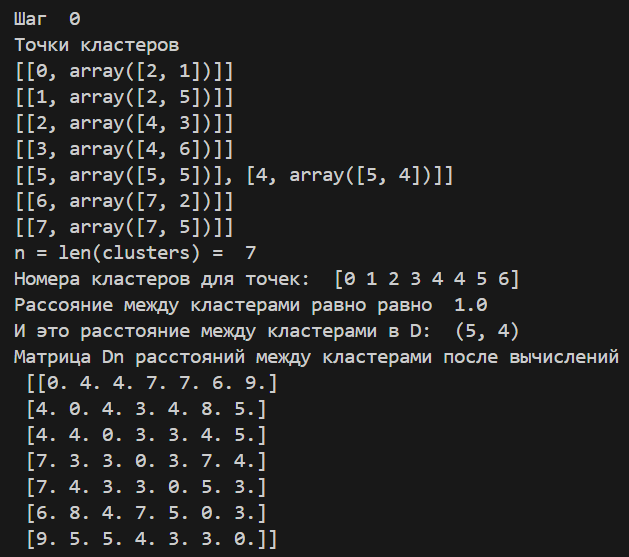 Шаг  0
Точки кластеров
[[0, array([2, 1])]]
[[1, array([2, 5])]]
[[2, array([4, 3])]]
[[3, array([4, 6])]]
[[5, array([5, 5])], [4, array([5, 4])]]
[[6, array([7, 2])]]
[[7, array([7, 5])]]
n = len(clusters) =  7
Номера кластеров для точек:  [0 1 2 3 4 4 5 6]
Рассояние между кластерами равно равно  1.0
И это расстояние между кластерами в D:  (5, 4)
Матрица Dn расстояний между кластерами после вычислений
[[0. 4. 4. 7. 7. 6. 9.]
[4. 0. 4. 3. 4. 8. 5.]
[4. 4. 0. 3. 3. 4. 5.]
[7. 3. 3. 0. 3. 7. 4.]
[7. 4. 3. 3. 0. 5. 3.]
[6. 8. 4. 7. 5. 0. 3.]
[9. 5. 5. 4. 3. 3. 0.]]